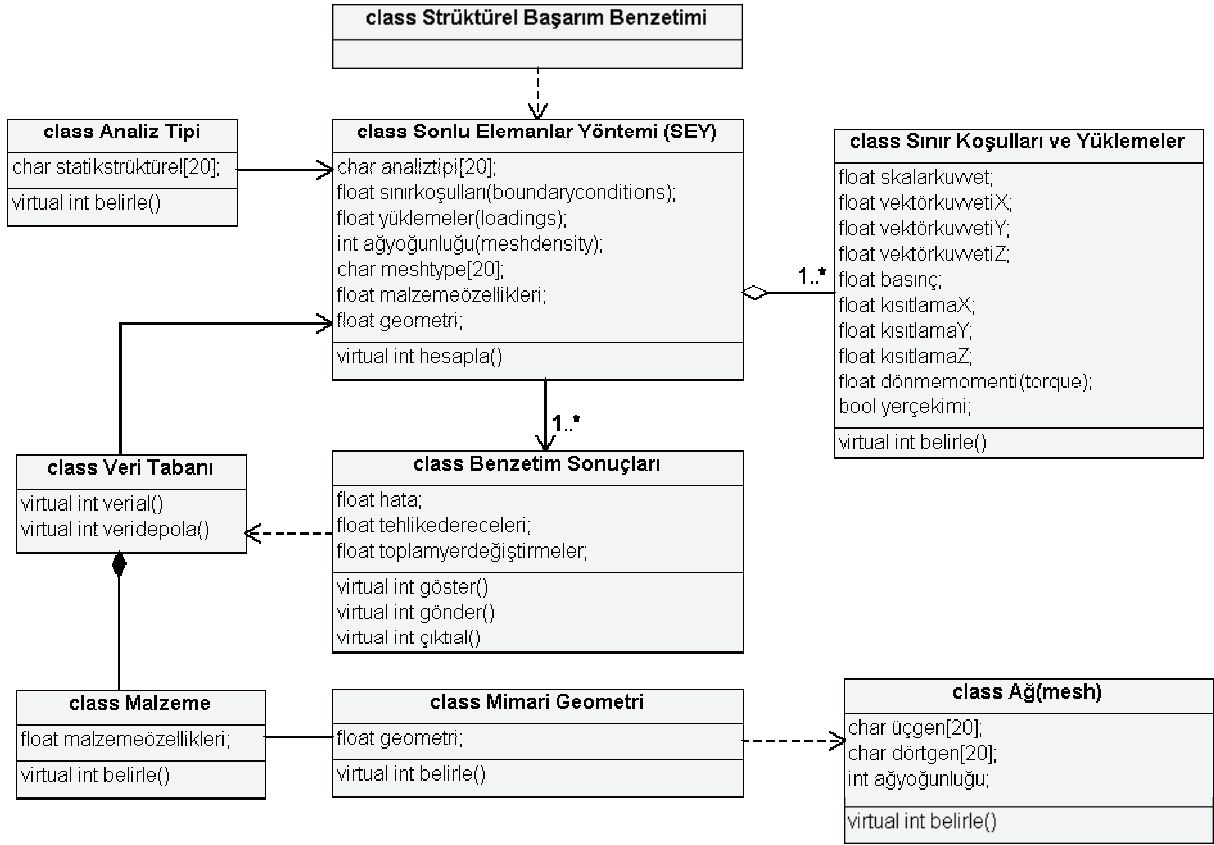 class Strüktürel Başarım Benzetimi
class Analiz Tipi
char statikstrüktürel[20];
virtual int belirle()
class Sonlu Elemanlar Yöntemi (SEY)
char analiztipi[20];
float sınırkoşulları(boundaryconditions);
float yüklemeler(loadings);
int ağyoğunluğu(meshdensity);
char meshtype[20];
float malzemeözellikleri;
float geometri;
virtual int hesapla()
class Sınır Koşulları ve Yüklemeler
float skalarkuvvet;
float vektörkuvvetiX;
float vektörkuvvetiY;
float vektörkuvvetiZ;
float basınç;
float kısıtlamaX;
float kısıtlamaY;
float kısıtlamaZ;
float dönmemomenti(torque);
bool yerçekimi;
virtual int belirle()
1..*
1..*
class Veri Tabanı
virtual int verial()
virtual int veridepola()
class Benzetim Sonuçları
float hata;
float tehlikedereceleri;
float toplamyerdeğiştirmeler;
virtual int göster()
virtual int gönder()
virtual int çıktıal()
class Malzeme
float malzemeözellikleri;
virtual int belirle()
class Mimari Geometri
float geometri;
virtual int belirle()
class Ağ(mesh)
char üçgen[20];
char dörtgen[20];
int ağyoğunluğu;
virtual int belirle()